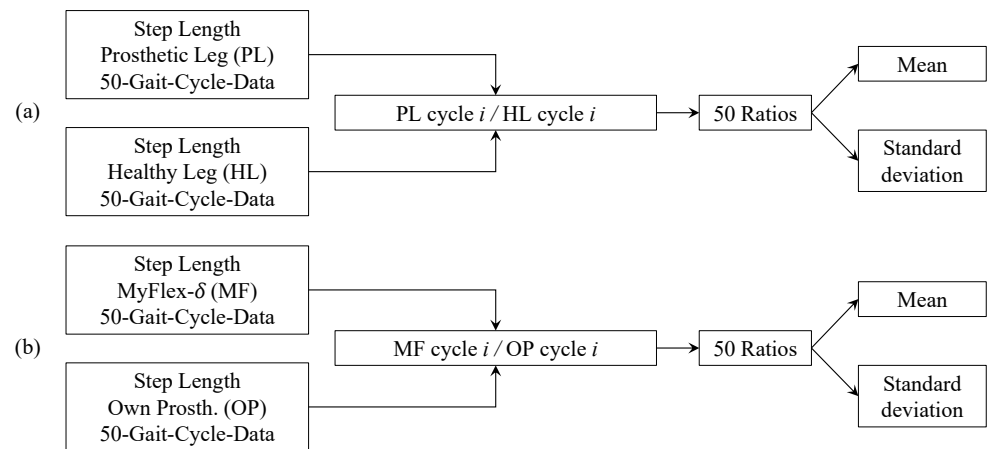 (a)
Step Length
Prosthetic Leg (PL)
50-Gait-Cycle-Data
Step Length
Healthy Leg (HL)
50-Gait-Cycle-Data
PL cycle i / HL cycle i
50 Ratios
Mean
Standard
deviation
(b)
Step Length
MyFlex-δ (MF)
50-Gait-Cycle-Data
Step Length
Own Prosth. (OP)
50-Gait-Cycle-Data
MF cycle i / OP cycle i
50 Ratios
Mean
Standard
deviation